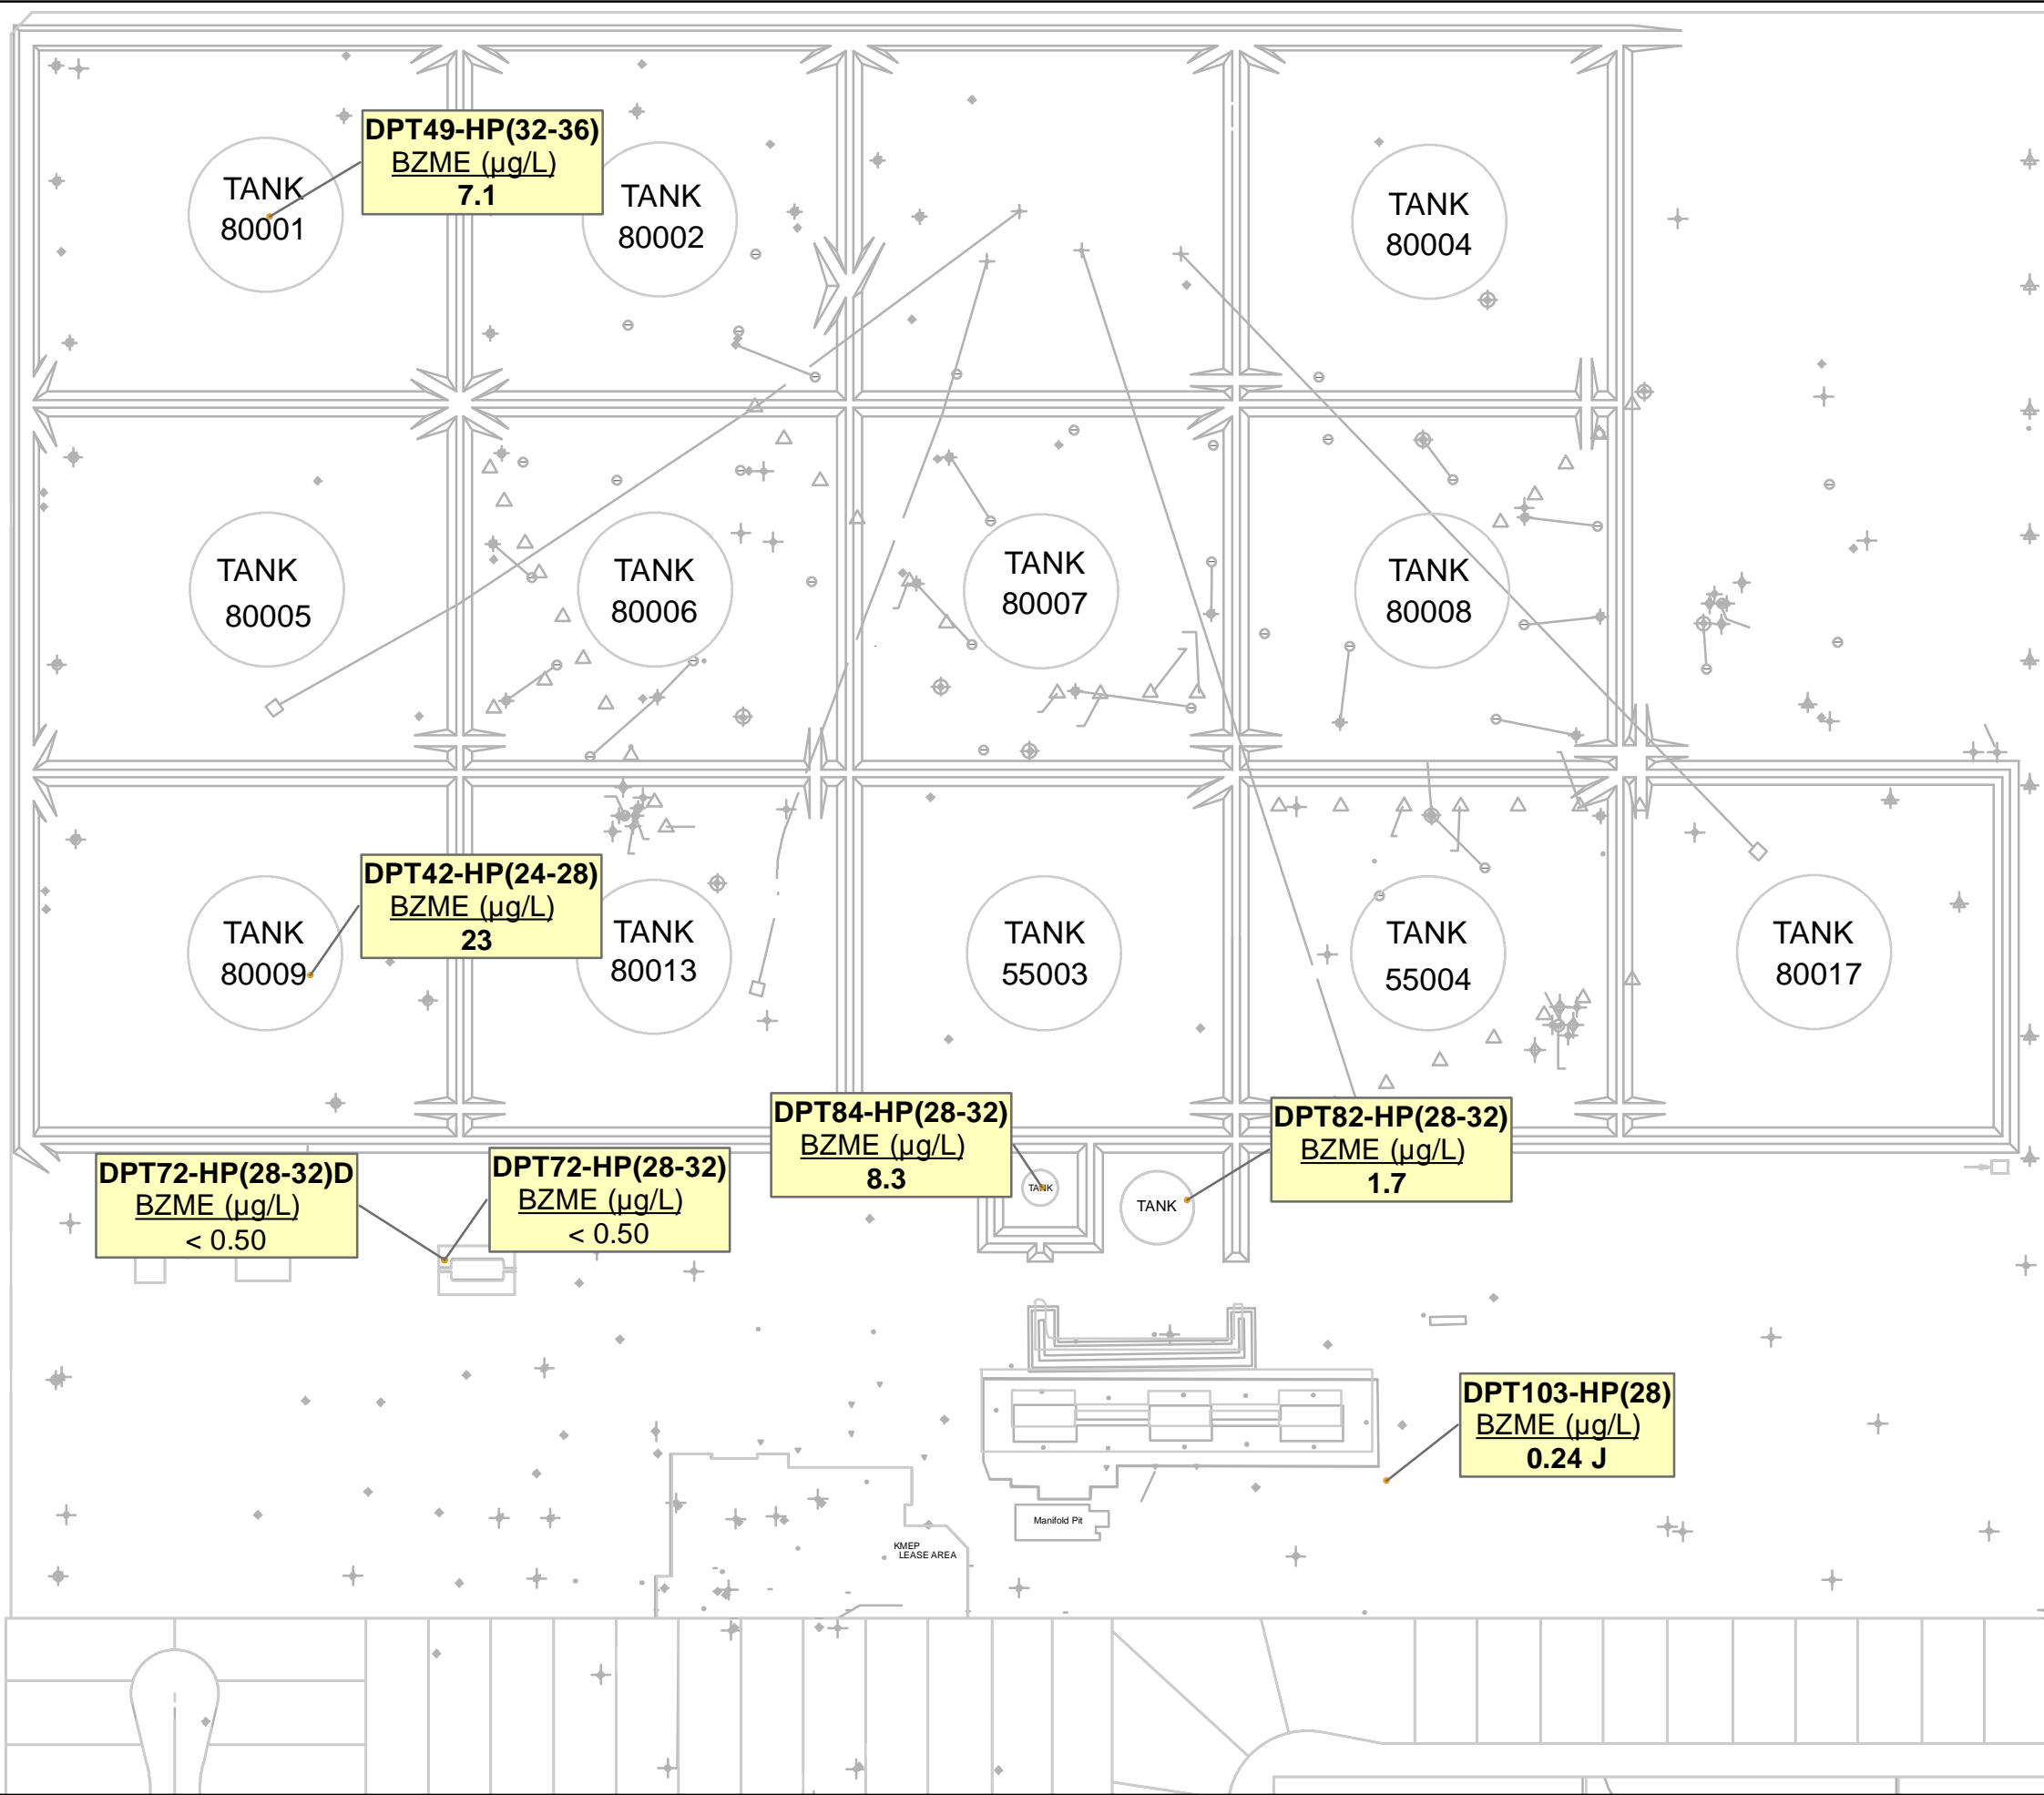 DPT49-HP(32-36)
BZME (µg/L)
7.1
TANK
80001
TANK
80002
TANK
80004
TANK
80005
TANK
80006
TANK
80007
TANK
80008
DPT42-HP(24-28)
BZME (µg/L)
23
TANK
80009
TANK
80013
TANK
55003
TANK
55004
TANK
80017
DPT72-HP(28-32)D
BZME (µg/L)
< 0.50
DPT72-HP(28-32)
BZME (µg/L)
< 0.50
DPT84-HP(28-32)
BZME (µg/L)
8.3
TANK
TANK
DPT82-HP(28-32)
BZME (µg/L)
1.7
DPT103-HP(28)
BZME (µg/L)
0.24 J
Manifold Pit
KMEP
LEASE AREA